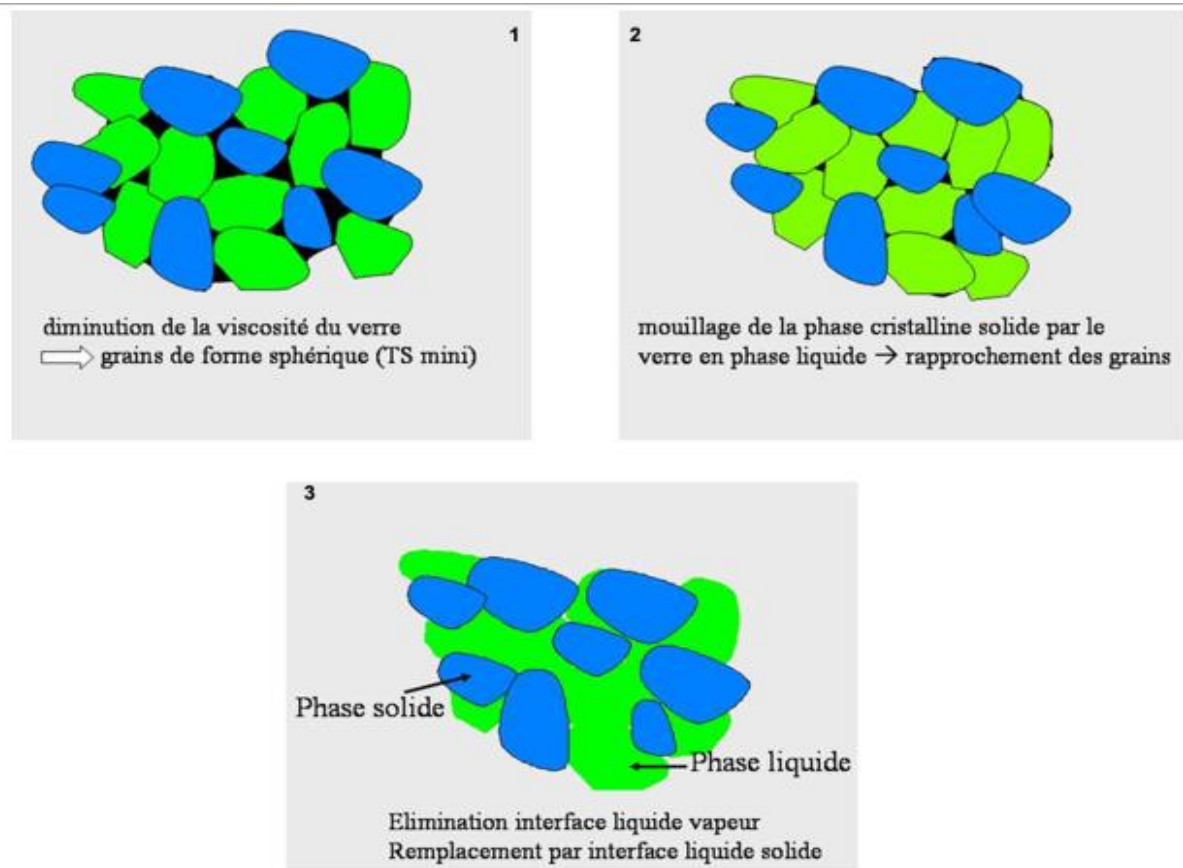 1
diminution de la viscosité du verre
⇨ grains de forme sphérique (TS mini)
2
mouillage de la phase cristalline solide par le
verre en phase liquide → rapprochement des grains
3
Phase solide
Phase liquide
Elimination interface liquide vapeur
Remplacement par interface liquide solide